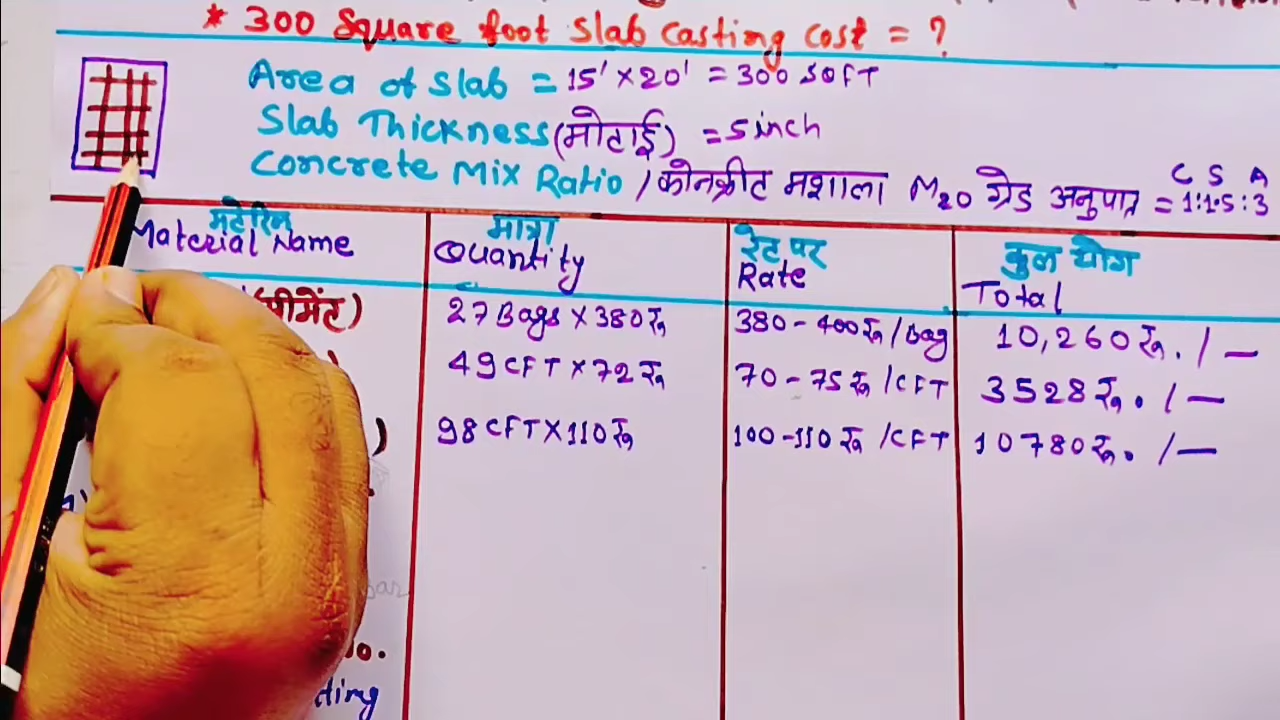 * 300 Square foot Slab Casting Cost = ?
Area of Slab = 15' × 20' = 300 SQFT
Slab Thickness (मोटाई) = 5 inch
C S A
Concrete Mix Ratio / कोनक्रीट मशाला M20 ग्रेड अनुपात्र = 1:1.5:3
मटेरिल मात्रा रेट पर कुल योग
Material Name Quantity Rate Total
(सीमेंट) 27 Bags × 380 रु 380 - 400 रु / Bag 10,260 रु. / —
) 49 CFT × 72 रु 70 - 75 रु / CFT 3528 रु. / —
) 98 CFT × 110 रु 100 - 110 रु / CFT 10780 रु. / —
bar
No.